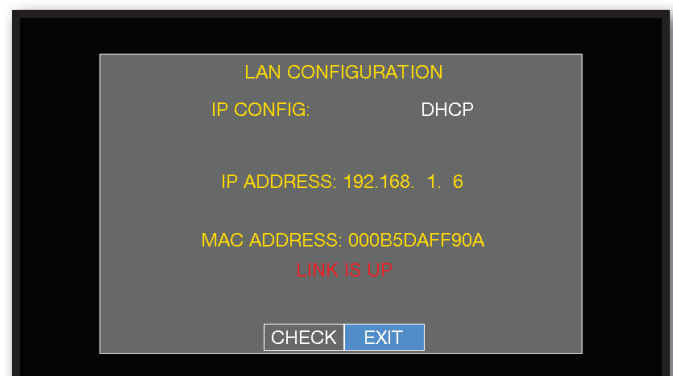 LAN CONFIGURATION
IP CONFIG: DHCP
IP ADDRESS: 192.168. 1. 6
MAC ADDRESS: 000B5DAFF90A
LINK IS UP
CHECK EXIT